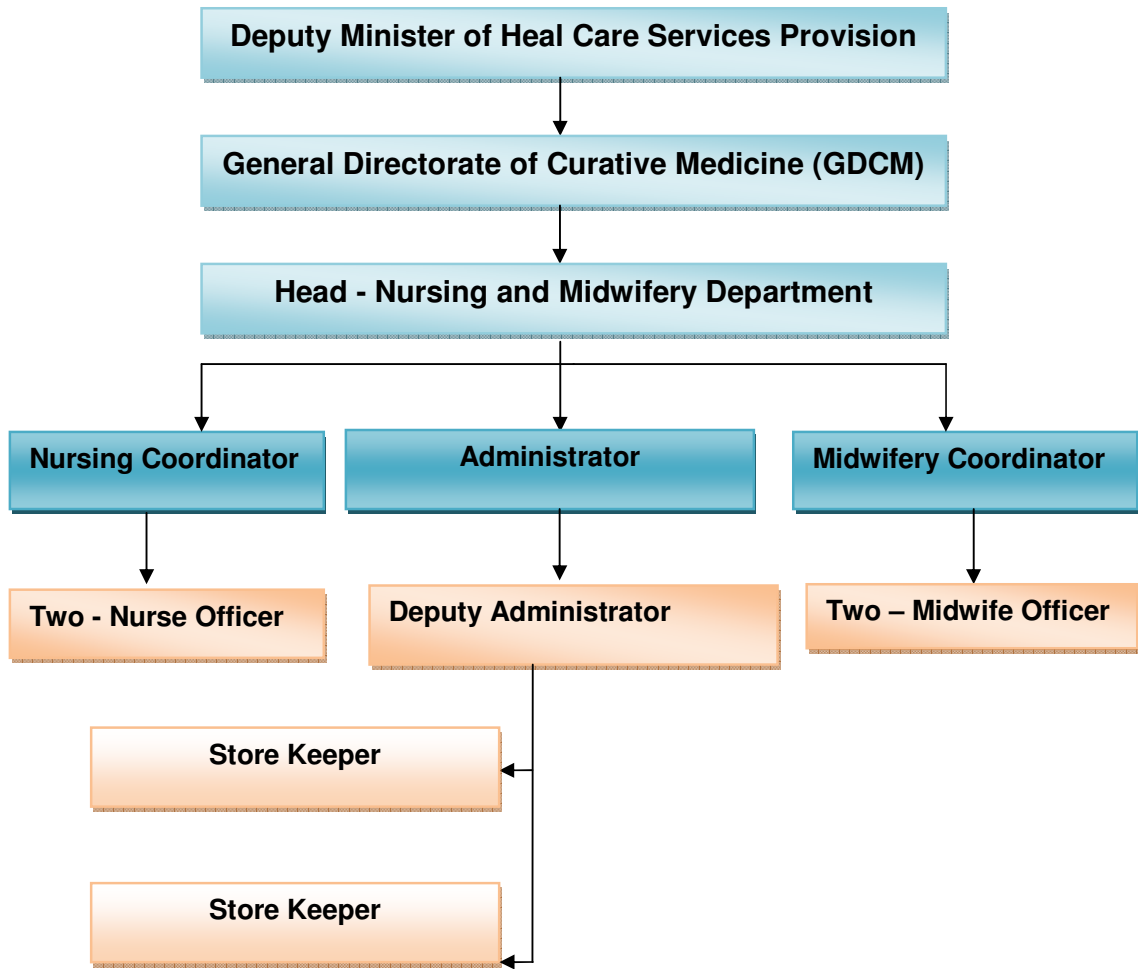 Deputy Minister of Heal Care Services Provision
General Directorate of Curative Medicine (GDCM)
Head - Nursing and Midwifery Department
Nursing Coordinator
Administrator
Midwifery Coordinator
Two - Nurse Officer
Deputy Administrator
Two – Midwife Officer
Store Keeper
Store Keeper